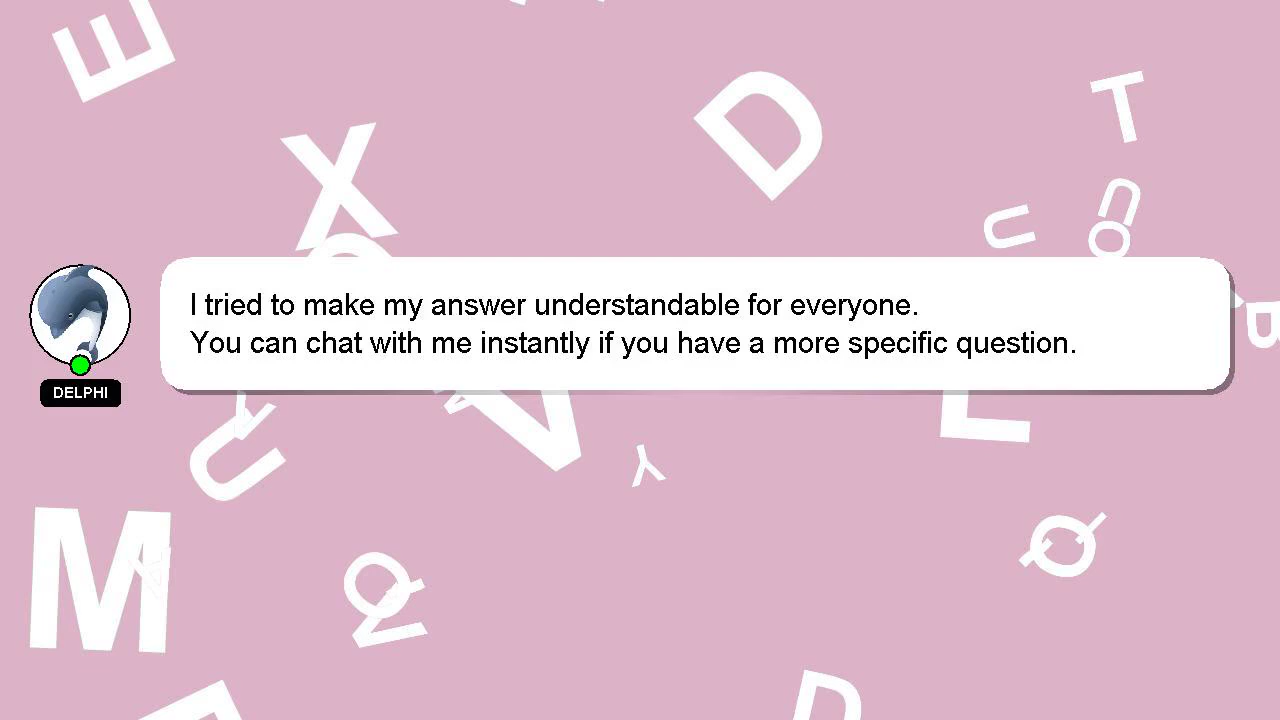 I tried to make my answer understandable for everyone.
You can chat with me instantly if you have a more specific question.
DELPHI
E
X
D
T
U
U
O
A
L
Y
U
M
Q
Z
D